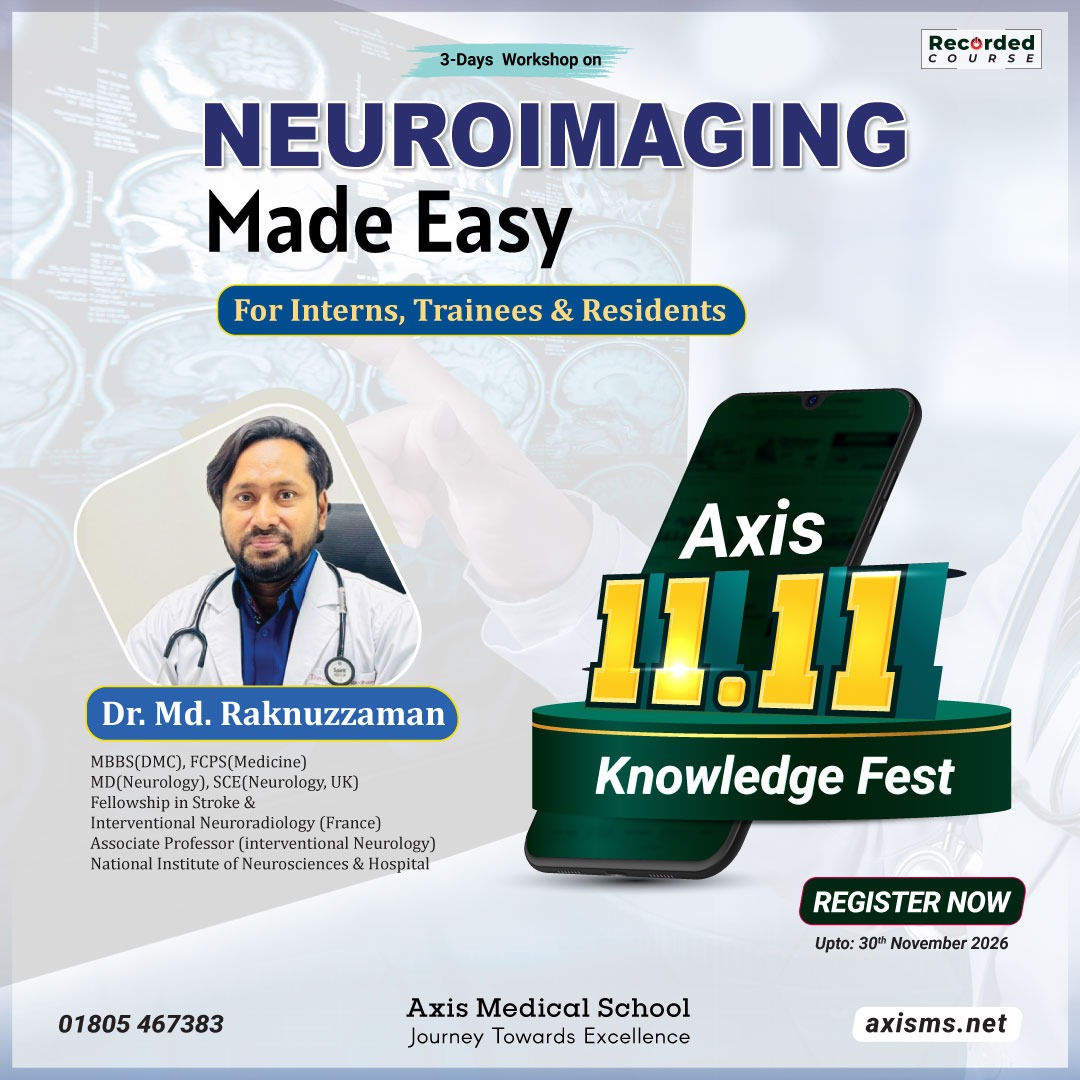 3-Days Workshop on
Recorded
COURSE
NEUROIMAGING
Made Easy
For Interns, Trainees & Residents
Axis
11.11
Knowledge Fest
Dr. Md. Raknuzzaman
MBBS(DMC), FCPS(Medicine)
MD(Neurology), SCE(Neurology, UK)
Fellowship in Stroke &
Interventional Neuroradiology (France)
Associate Professor (interventional Neurology)
National Institute of Neurosciences & Hospital
REGISTER NOW
Upto: 30th November 2026
01805 467383
Axis Medical School
Journey Towards Excellence
axisms.net